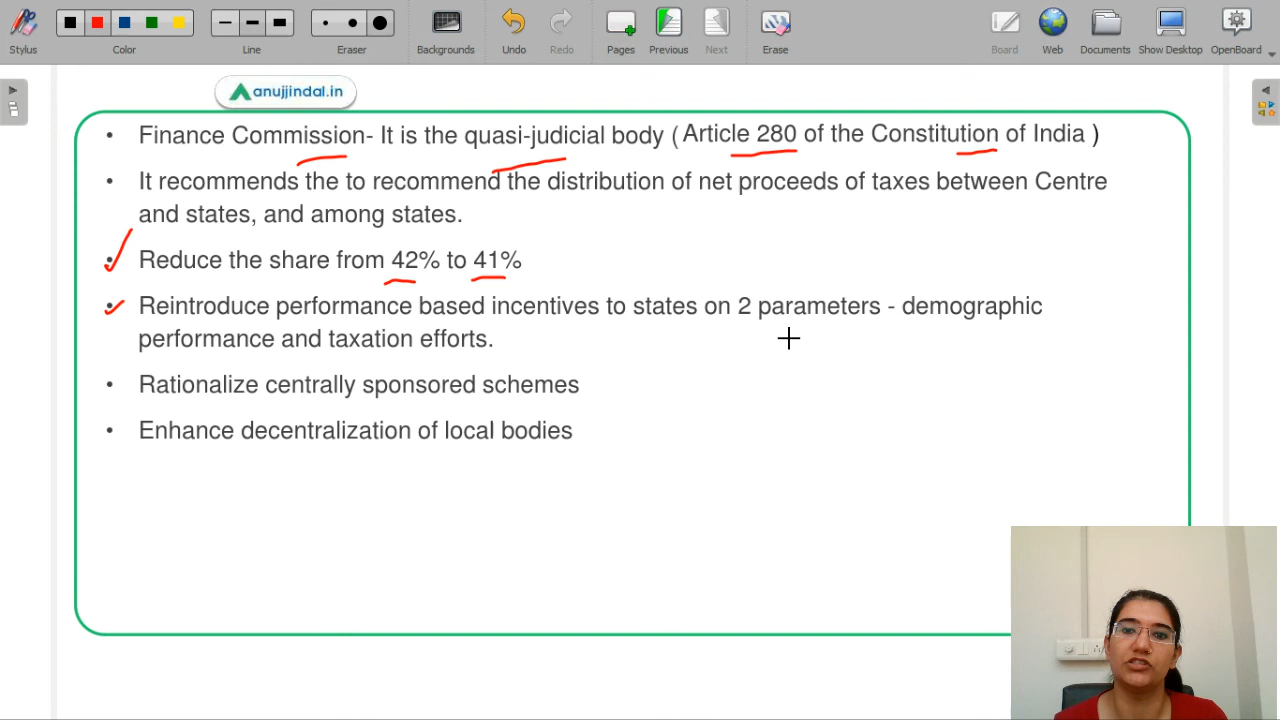 Stylus
Color
Line
Eraser
Backgrounds
Undo
Redo
Pages
Previous
Next
Erase
Board
Web
Documents
Show Desktop
OpenBoard
anujjindal.in
• Finance Commission- It is the quasi-judicial body (Article 280 of the Constitution of India )
• It recommends the to recommend the distribution of net proceeds of taxes between Centre
and states, and among states.
• Reduce the share from 42% to 41%
• Reintroduce performance based incentives to states on 2 parameters - demographic
performance and taxation efforts.
• Rationalize centrally sponsored schemes
• Enhance decentralization of local bodies